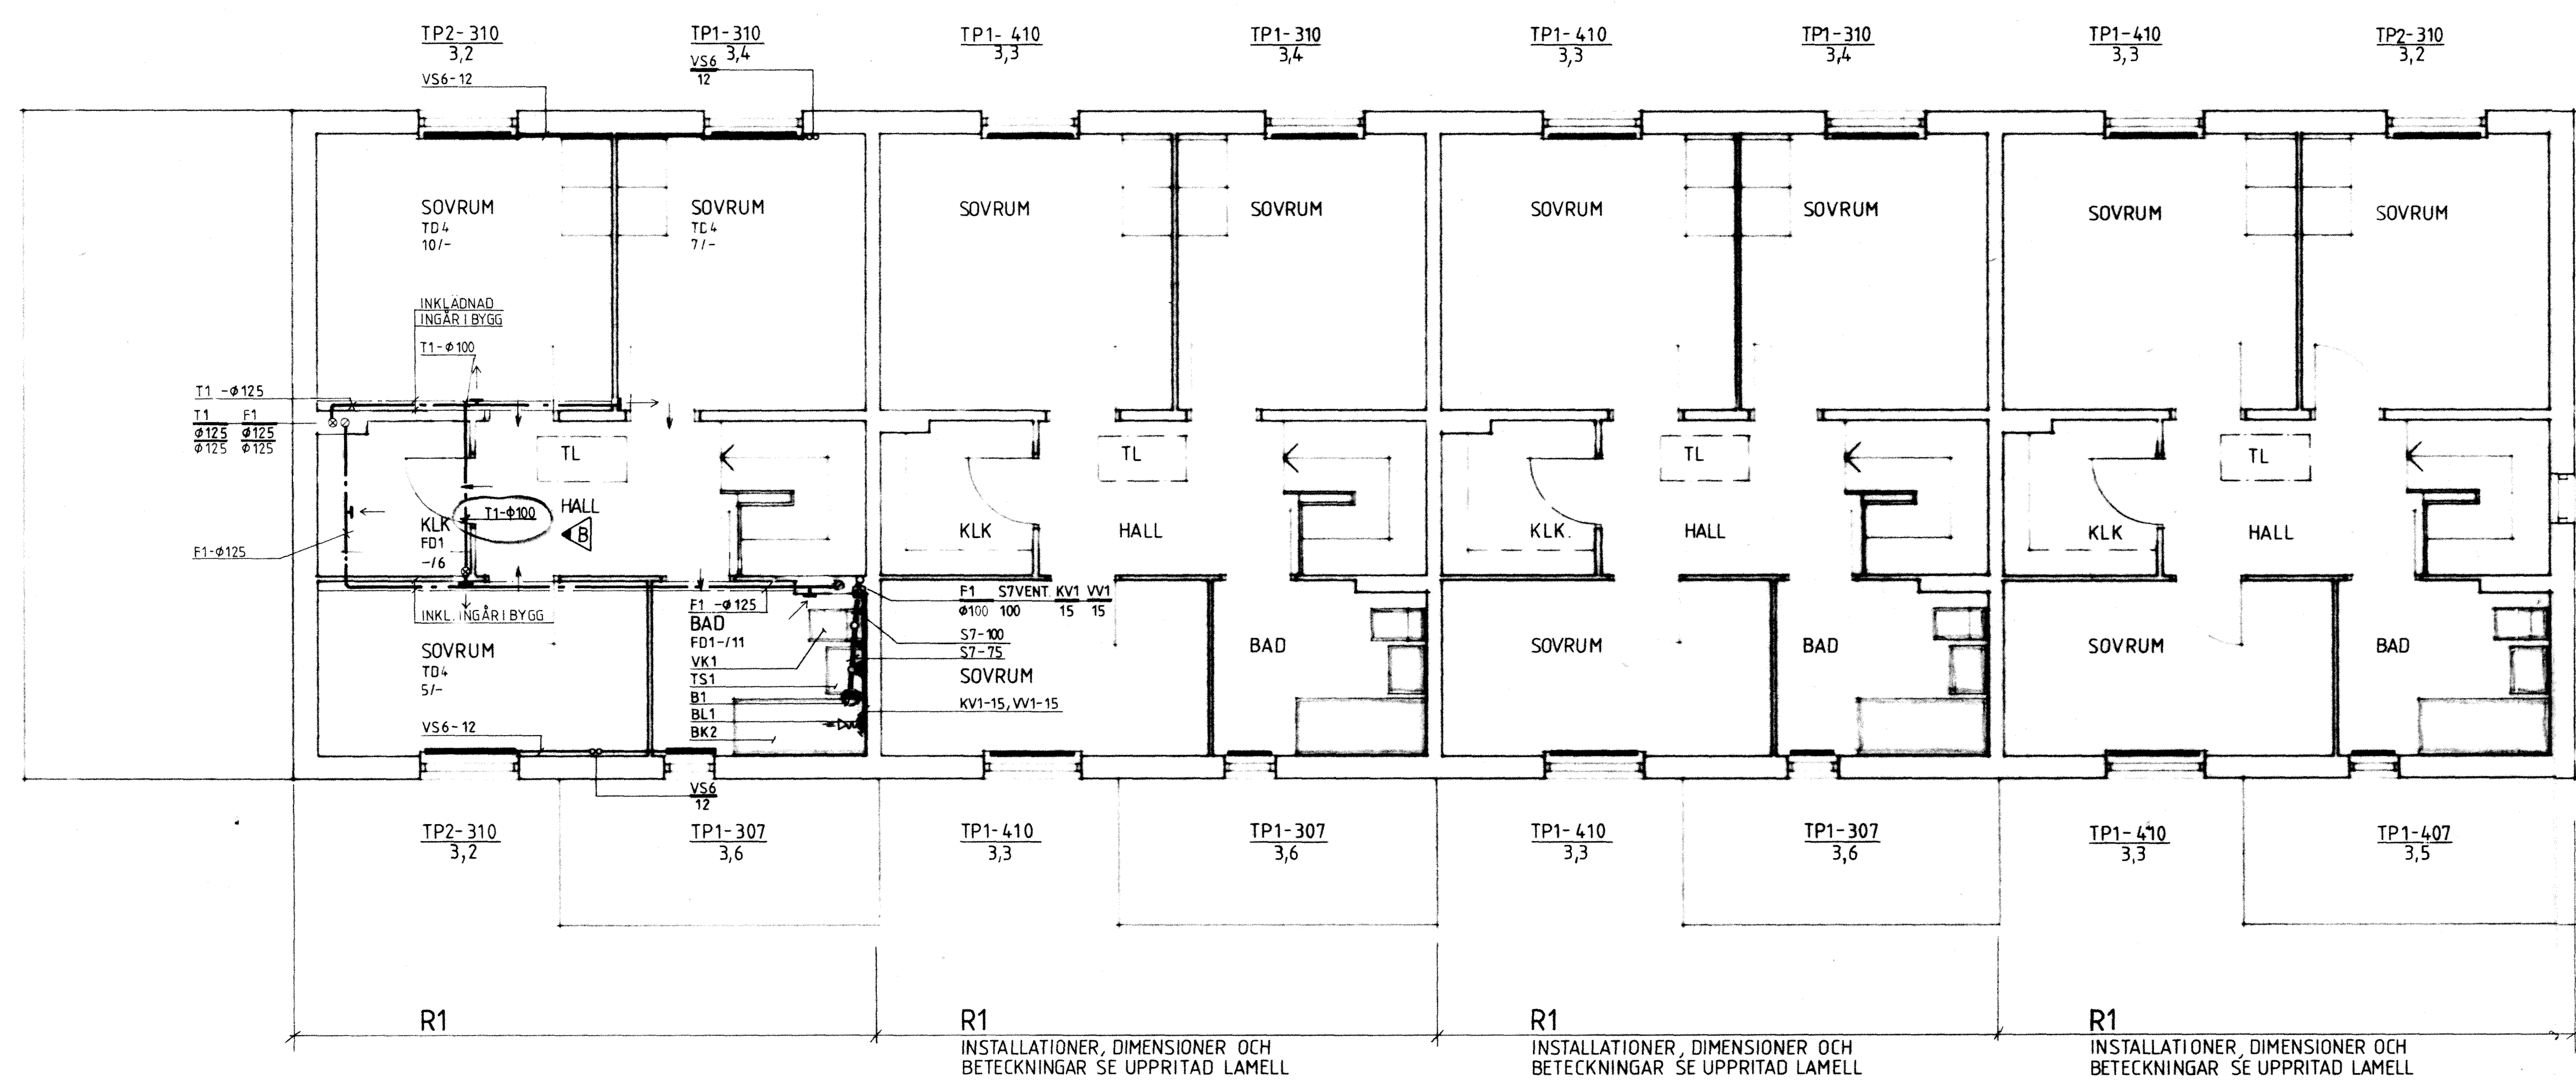 TP2-310
3,2
TP1-310
3,4
TP1-410
3,3
TP1-310
3,4
TP1-410
3,3
TP1-310
3,4
TP1-410
3,3
TP2-310
3,2
VS6-12
VS6
12
SOVRUM
TD4
10/-
SOVRUM
TD4
7/-
SOVRUM
SOVRUM
SOVRUM
SOVRUM
SOVRUM
SOVRUM
INKLÄDNAD
INGÅR I BYGG
T1-Φ100
T1 -Φ125
T1 F1
Φ125 Φ125
Φ125 Φ125
TL
TL
TL
TL
T1-Φ100
HALL
B
KLK
FD1
-/6
KLK
HALL
KLK.
HALL
KLK
HALL
F1-Φ125
INKL. INGÅR I BYGG
F1 -Φ125
BAD
FD1-/11
VK1
TS1
B1
BL1
BK2
F1 S7VENT. KV1 VV1
Φ100 100 15 15
S7-100
S7-75
SOVRUM
KV1-15, VV1-15
SOVRUM
TD4
5/-
VS6-12
BAD
SOVRUM
BAD
SOVRUM
BAD
VS6
12
TP2-310
3,2
TP1-307
3,6
TP1-410
3,3
TP1-307
3,6
TP1-410
3,3
TP1-307
3,6
TP1-410
3,3
TP1-407
3,5
R1
R1
INSTALLATIONER, DIMENSIONER OCH
BETECKNINGAR SE UPPRITAD LAMELL
R1
INSTALLATIONER, DIMENSIONER OCH
BETECKNINGAR SE UPPRITAD LAMELL
R1
INSTALLATIONER, DIMENSIONER OCH
BETECKNINGAR SE UPPRITAD LAMELL